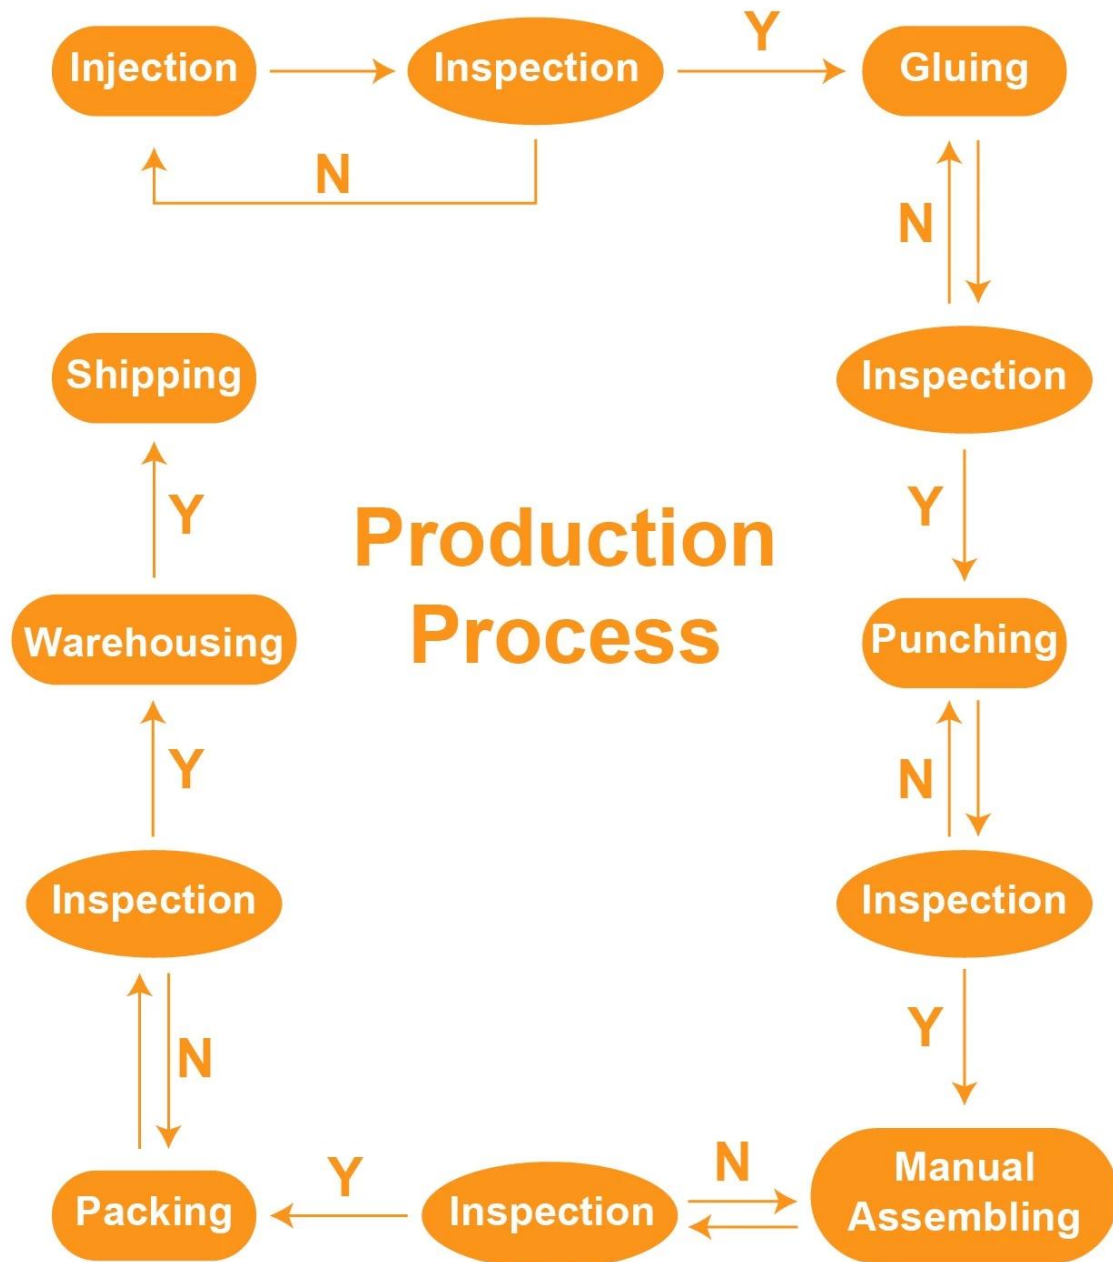 Injection
Inspection
Y
Gluing
N
N
Inspection
Shipping
Y
Y
Production
Process
Warehousing
Punching
Y
N
Inspection
Inspection
Y
N
Manual
Assembling
N
Inspection
Y
Packing